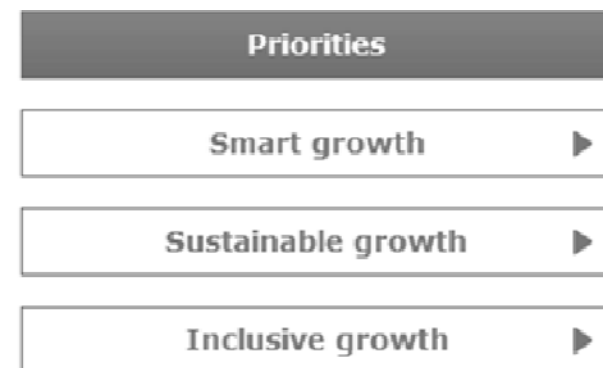 Priorities
Smart growth
Sustainable growth
Inclusive growth